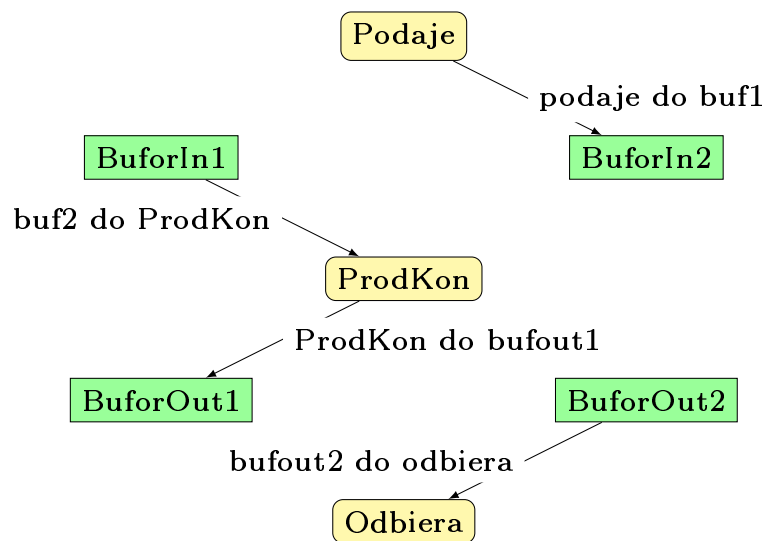 Podaje
podaje do buf1
BuforIn1
BuforIn2
buf2 do ProdKon
ProdKon
ProdKon do bufout1
BuforOut1
BuforOut2
bufout2 do odbiera
Odbiera